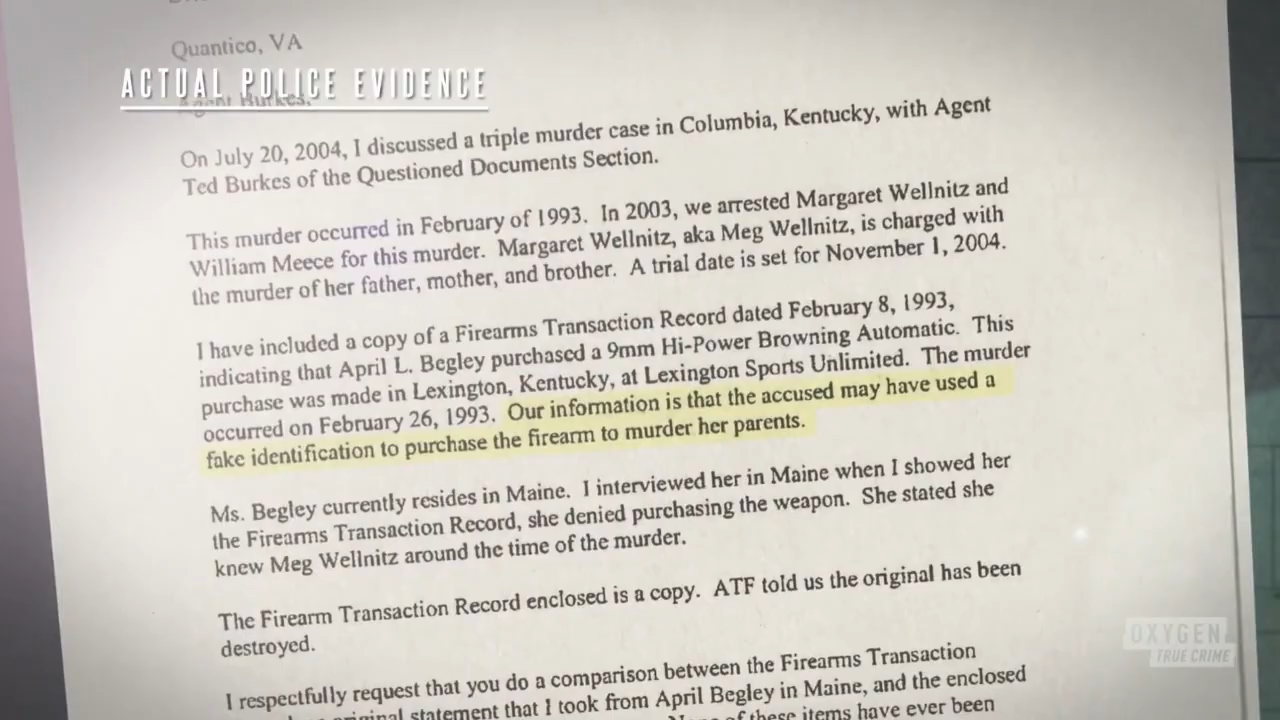 Quantico, VA
ACTUAL POLICE EVIDENCE
Agent Burkes,
On July 20, 2004, I discussed a triple murder case in Columbia, Kentucky, with Agent
Ted Burkes of the Questioned Documents Section.
This murder occurred in February of 1993. In 2003, we arrested Margaret Wellnitz and
William Meece for this murder. Margaret Wellnitz, aka Meg Wellnitz, is charged with
the murder of her father, mother, and brother. A trial date is set for November 1, 2004.
I have included a copy of a Firearms Transaction Record dated February 8, 1993,
indicating that April L. Begley purchased a 9mm Hi-Power Browning Automatic. This
purchase was made in Lexington, Kentucky, at Lexington Sports Unlimited. The murder
occurred on February 26, 1993. Our information is that the accused may have used a
fake identification to purchase the firearm to murder her parents.
Ms. Begley currently resides in Maine. I interviewed her in Maine when I showed her
the Firearms Transaction Record, she denied purchasing the weapon. She stated she
knew Meg Wellnitz around the time of the murder.
The Firearm Transaction Record enclosed is a copy. ATF told us the original has been
destroyed.
I respectfully request that you do a comparison between the Firearms Transaction
original statement that I took from April Begley in Maine, and the enclosed
of these items have ever been
OXYGEN
TRUE CRIME